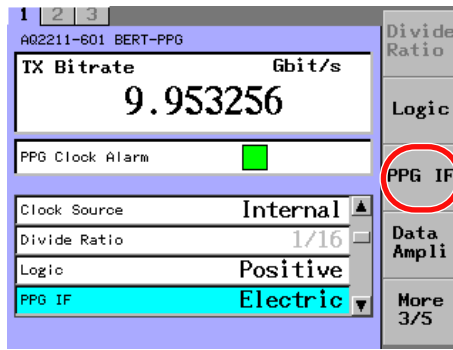 1 2 3
AQ2211-601 BERT-PPG
TX Bitrate Gbit/s
9.953256
PPG Clock Alarm
Clock Source Internal
Divide Ratio 1/16
Logic Positive
PPG IF Electric
Divide
Ratio
Logic
PPG IF
Data
Ampli
More
3/5